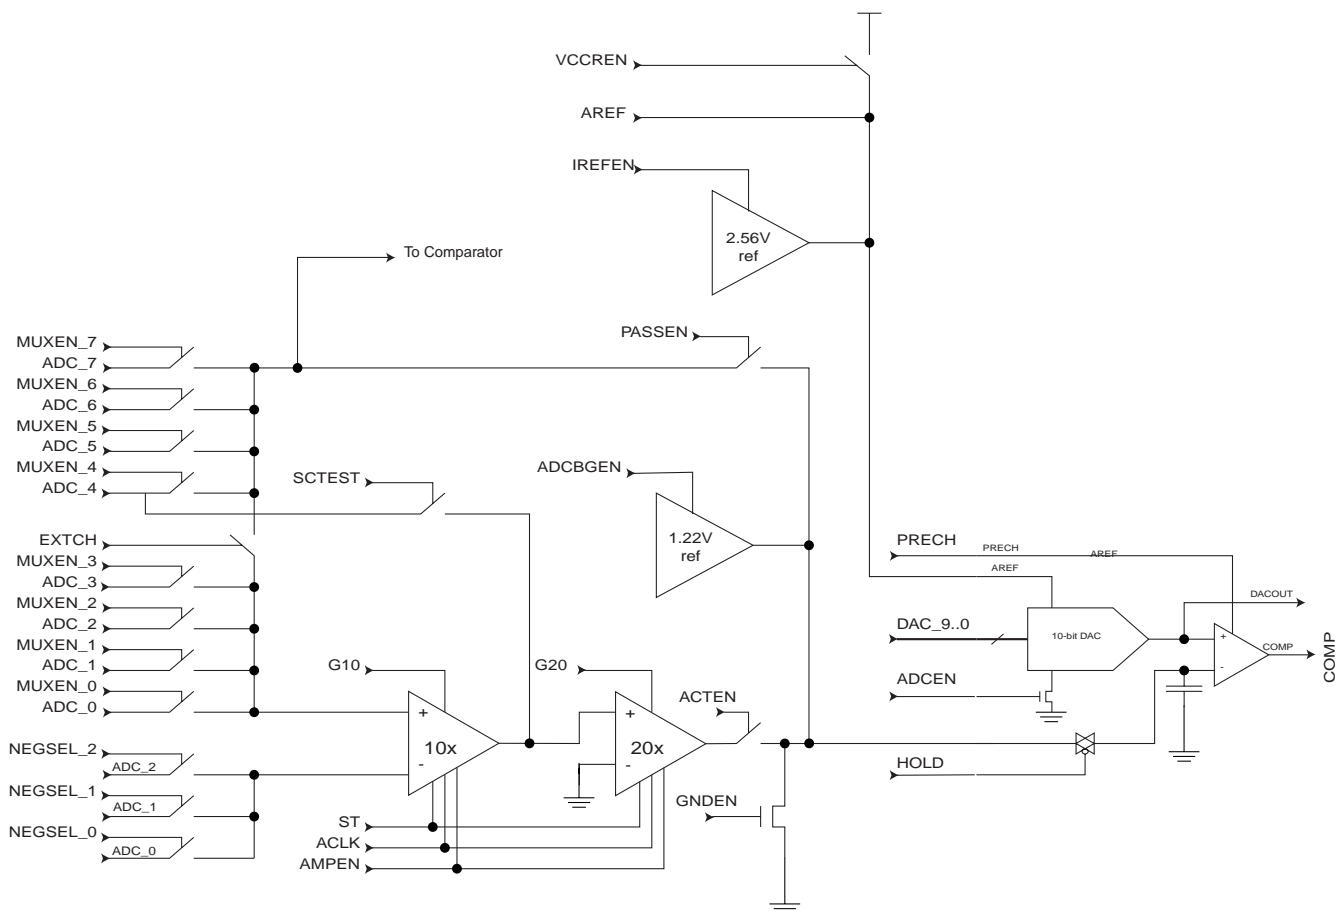 VCCREN
AREF
IREFEN
2.56V
ref
To Comparator
PASSEN
MUXEN_7
ADC_7
MUXEN_6
ADC_6
MUXEN_5
ADC_5
MUXEN_4
ADC_4
SCTEST
ADCBGEN
1.22V
ref
EXTCH
MUXEN_3
ADC_3
MUXEN_2
ADC_2
MUXEN_1
ADC_1
MUXEN_0
ADC_0
PRECH
PRECH
AREF
AREF
DACOUT
DAC_9..0
10-bit DAC
+
-
COMP
COMP
ADCEN
G10
G20
ACTEN
+
10x
-
+
20x
-
NEGSEL_2
ADC_2
NEGSEL_1
ADC_1
NEGSEL_0
ADC_0
HOLD
GNDEN
ST
ACLK
AMPEN